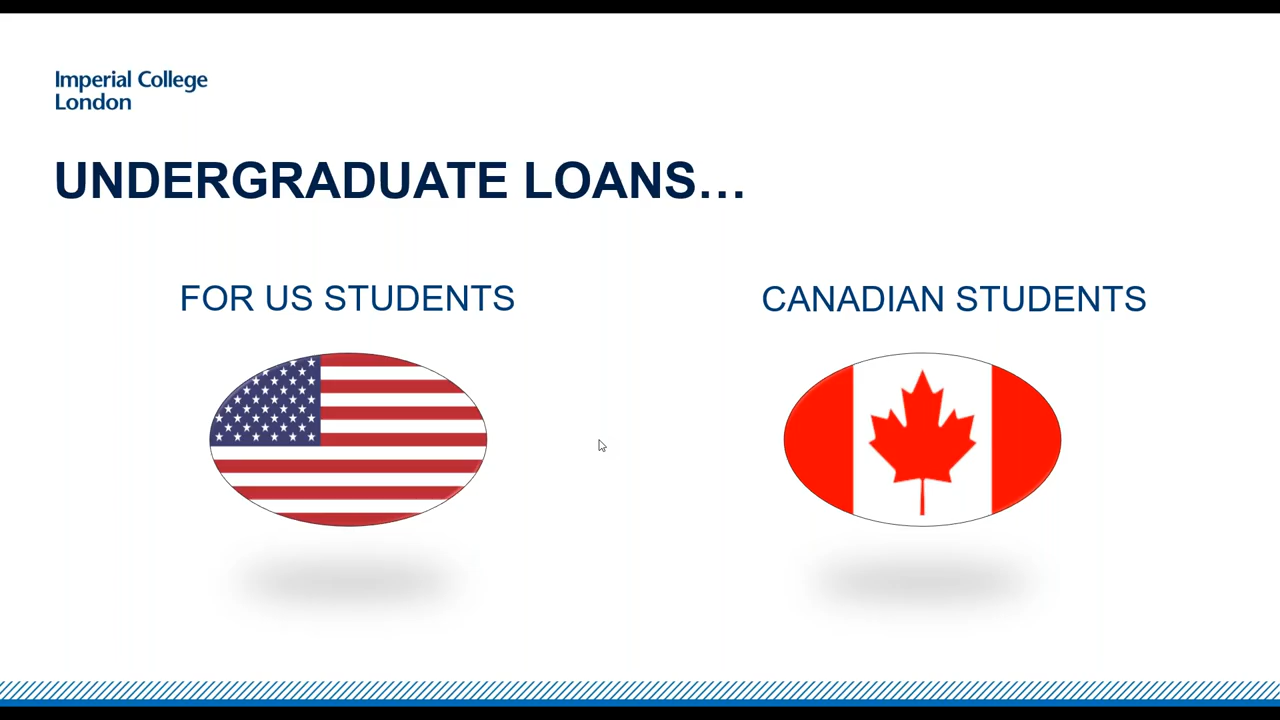 Imperial College
London
UNDERGRADUATE LOANS…
FOR US STUDENTS
CANADIAN STUDENTS